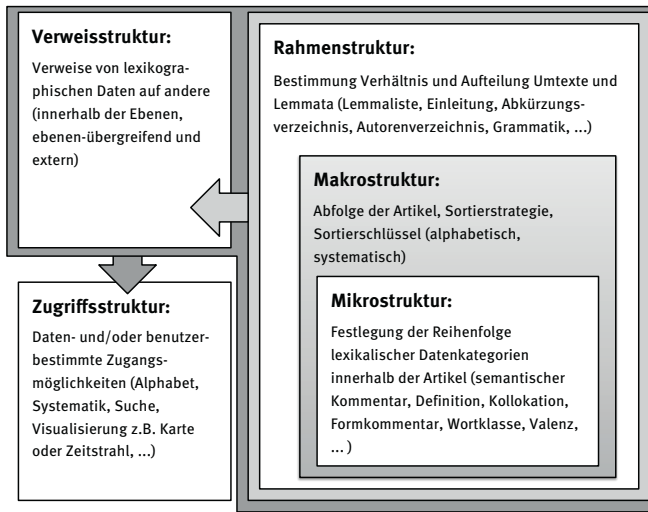 Verweisstruktur:
Verweise von lexikogra-
phischen Daten auf andere
(innerhalb der Ebenen,
ebenen-übergreifend und
extern)
Zugriffsstruktur:
Daten- und/oder benutzer-
bestimmte Zugangs-
möglichkeiten (Alphabet,
Systematik, Suche,
Visualisierung z.B. Karte
oder Zeitstrahl, ...)
Rahmenstruktur:
Bestimmung Verhältnis und Aufteilung Umtexte und
Lemmata (Lemmaliste, Einleitung, Abkürzungs-
verzeichnis, Autorenverzeichnis, Grammatik, ...)
Makrostruktur:
Abfolge der Artikel, Sortierstrategie,
Sortierschlüssel (alphabetisch,
systematisch)
Mikrostruktur:
Festlegung der Reihenfolge
lexikalischer Datenkategorien
innerhalb der Artikel (semantischer
Kommentar, Definition, Kollokation,
Formkommentar, Wortklasse, Valenz,
... )